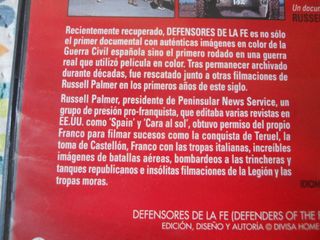 Un docum
RUSSEL
Recientemente recuperado, DEFENSORES DE LA FE es no sólo
el primer documental con auténticas imágenes en color de la
Guerra Civil española sino el primero rodado en una guerra
real que utilizó película en color. Tras permanecer archivado
durante décadas, fue rescatado junto a otras filmaciones de
Russell Palmer en los primeros años de este siglo.
Russell Palmer, presidente de Peninsular News Service, un
grupo de presión pro-franquista, que editaba varias revistas en
EE.UU. como 'Spain' y 'Cara al sol', obtuvo permiso del propio
Franco para filmar sucesos como la conquista de Teruel, la
toma de Castellón, Franco con las tropas italianas, increíbles
imágenes de batallas aéreas, bombardeos a las trincheras y
tanques republicanos e insólitas filmaciones de la Legión y las
tropas moras.
IDIOM
DEFENSORES DE LA FE (DEFENDERS OF THE F
EDICIÓN, DISEÑO Y AUTORÍA © DIVISA HOME